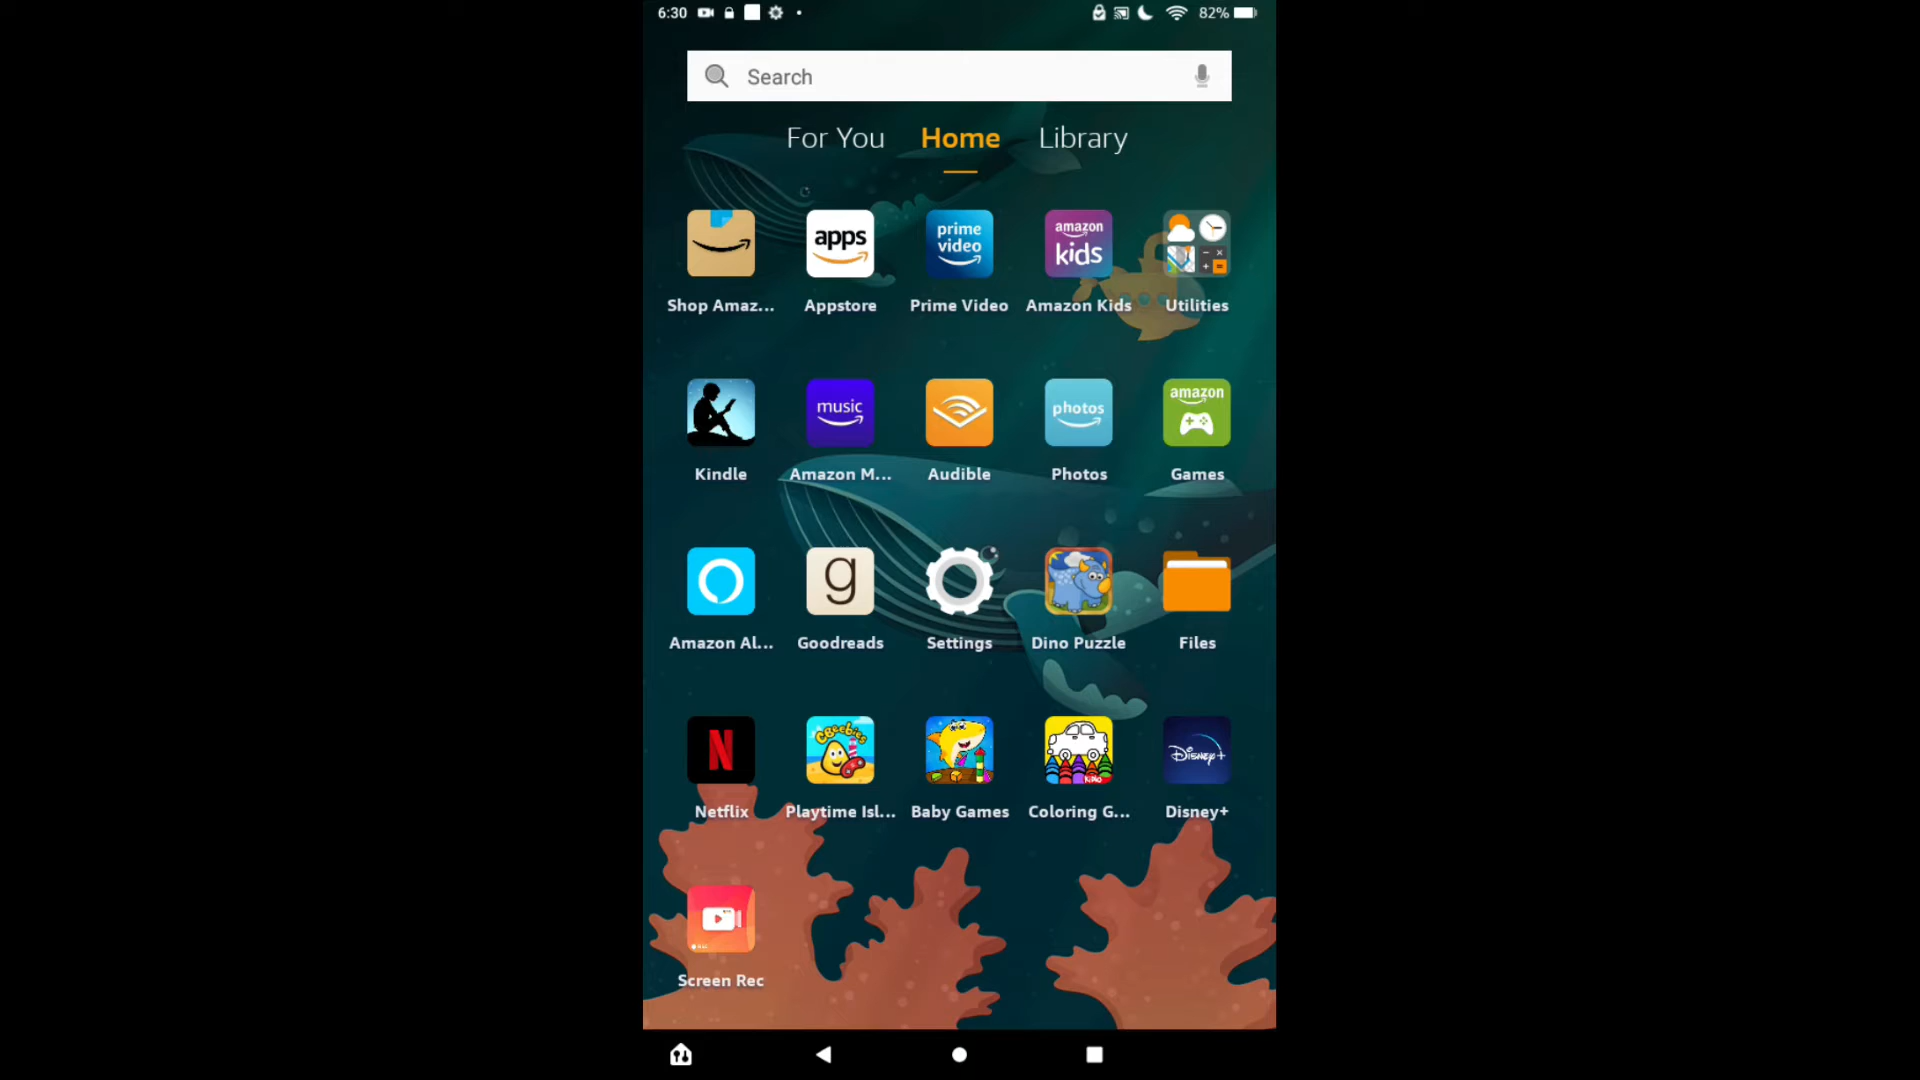 6:30
82%
Search
For You Home Library
apps
prime video
amazon kids
Shop Amaz... Appstore Prime Video Amazon Kids Utilities
music
photos
amazon
Kindle Amazon M... Audible Photos Games
g
Amazon Al... Goodreads Settings Dino Puzzle Files
N
CBeebies
Disney+
Netflix Playtime Isl... Baby Games Coloring G... Disney+
Screen Rec